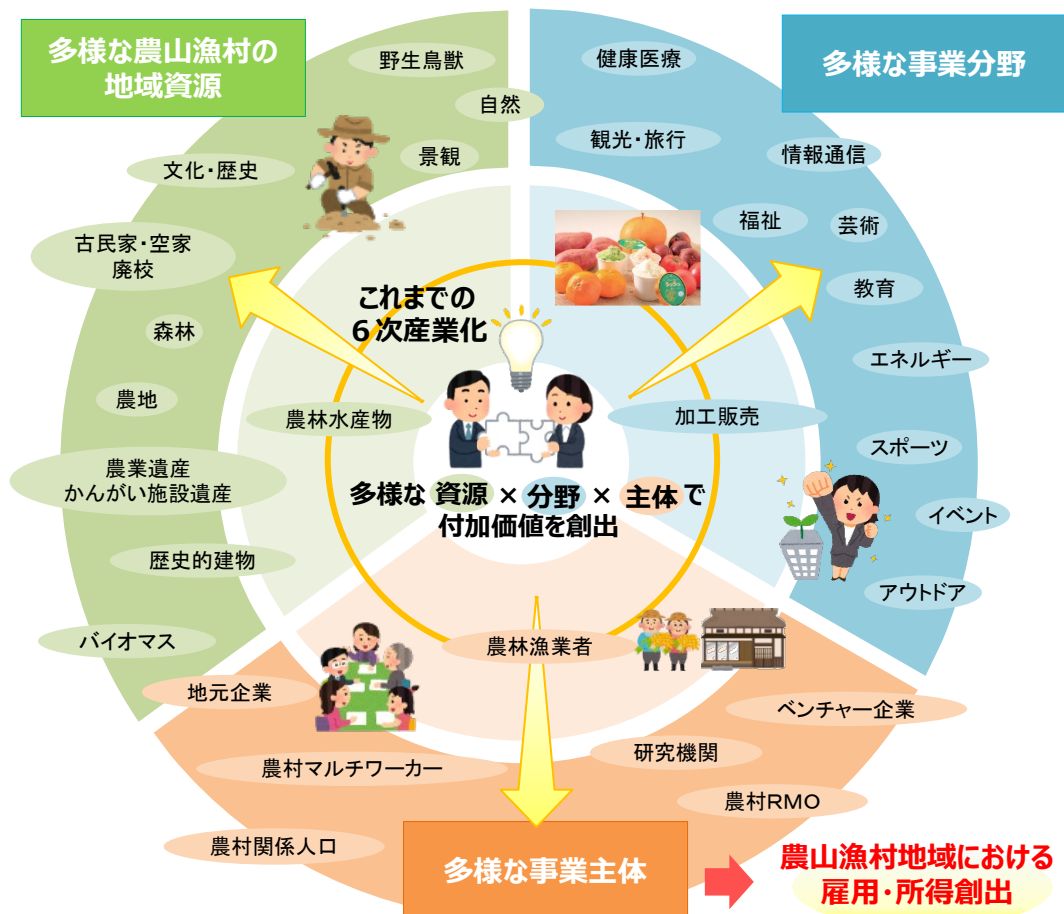 多様な農山漁村の
地域資源
多様な事業分野
野生鳥獣
自然
景観
文化・歴史
古民家・空家
廃校
森林
農地
農業遺産
かんがい施設遺産
歴史的建物
バイオマス
健康医療
観光・旅行
情報通信
福祉
芸術
教育
エネルギー
スポーツ
イベント
アウトドア
これまでの
６次産業化
農林水産物
加工販売
多様な 資源 × 分野 × 主体 で
付加価値を創出
農林漁業者
地元企業
ベンチャー企業
農村マルチワーカー
研究機関
農村RMO
農村関係人口
多様な事業主体
農山漁村地域における
雇用・所得創出